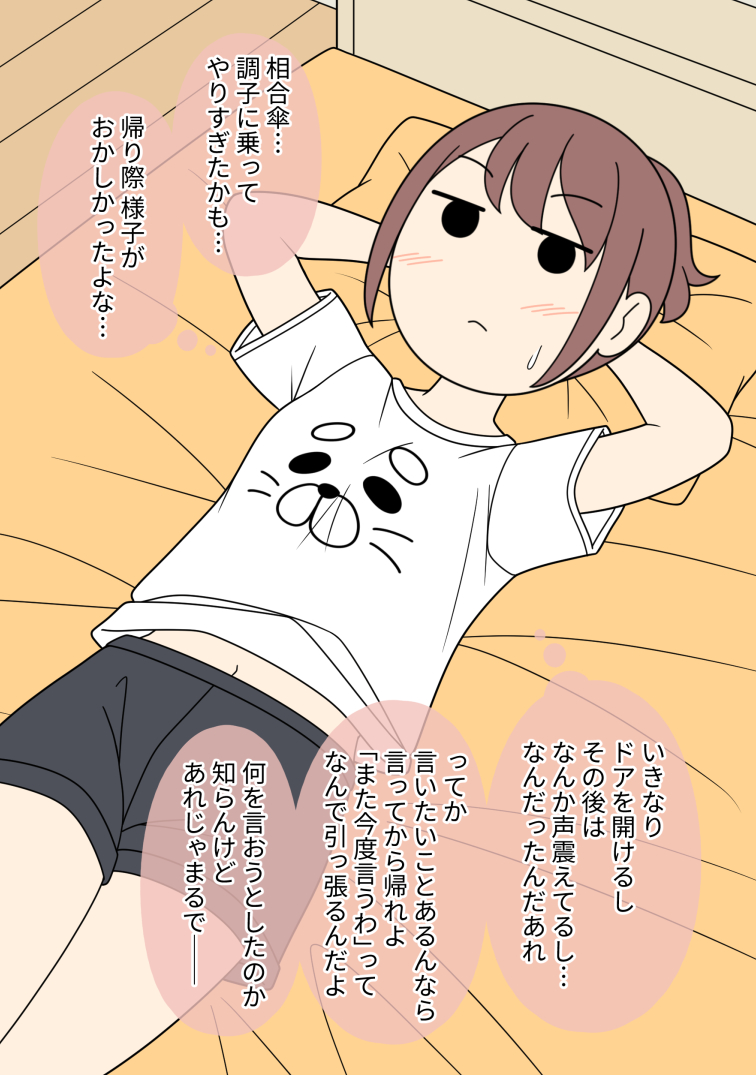 相合傘…
調子に乗って
やりすぎたかも…
帰り際 様子が
おかしかったよな…
いきなり
ドアを開けるし
その後は
なんか声震えてるし…
なんだったんだあれ
ってか
言いたいことあるんなら
言ってから帰れよ
「また今度言うわ」って
なんで引っ張るんだよ
何を言おうとしたのか
知らんけど
あれじゃまるで――